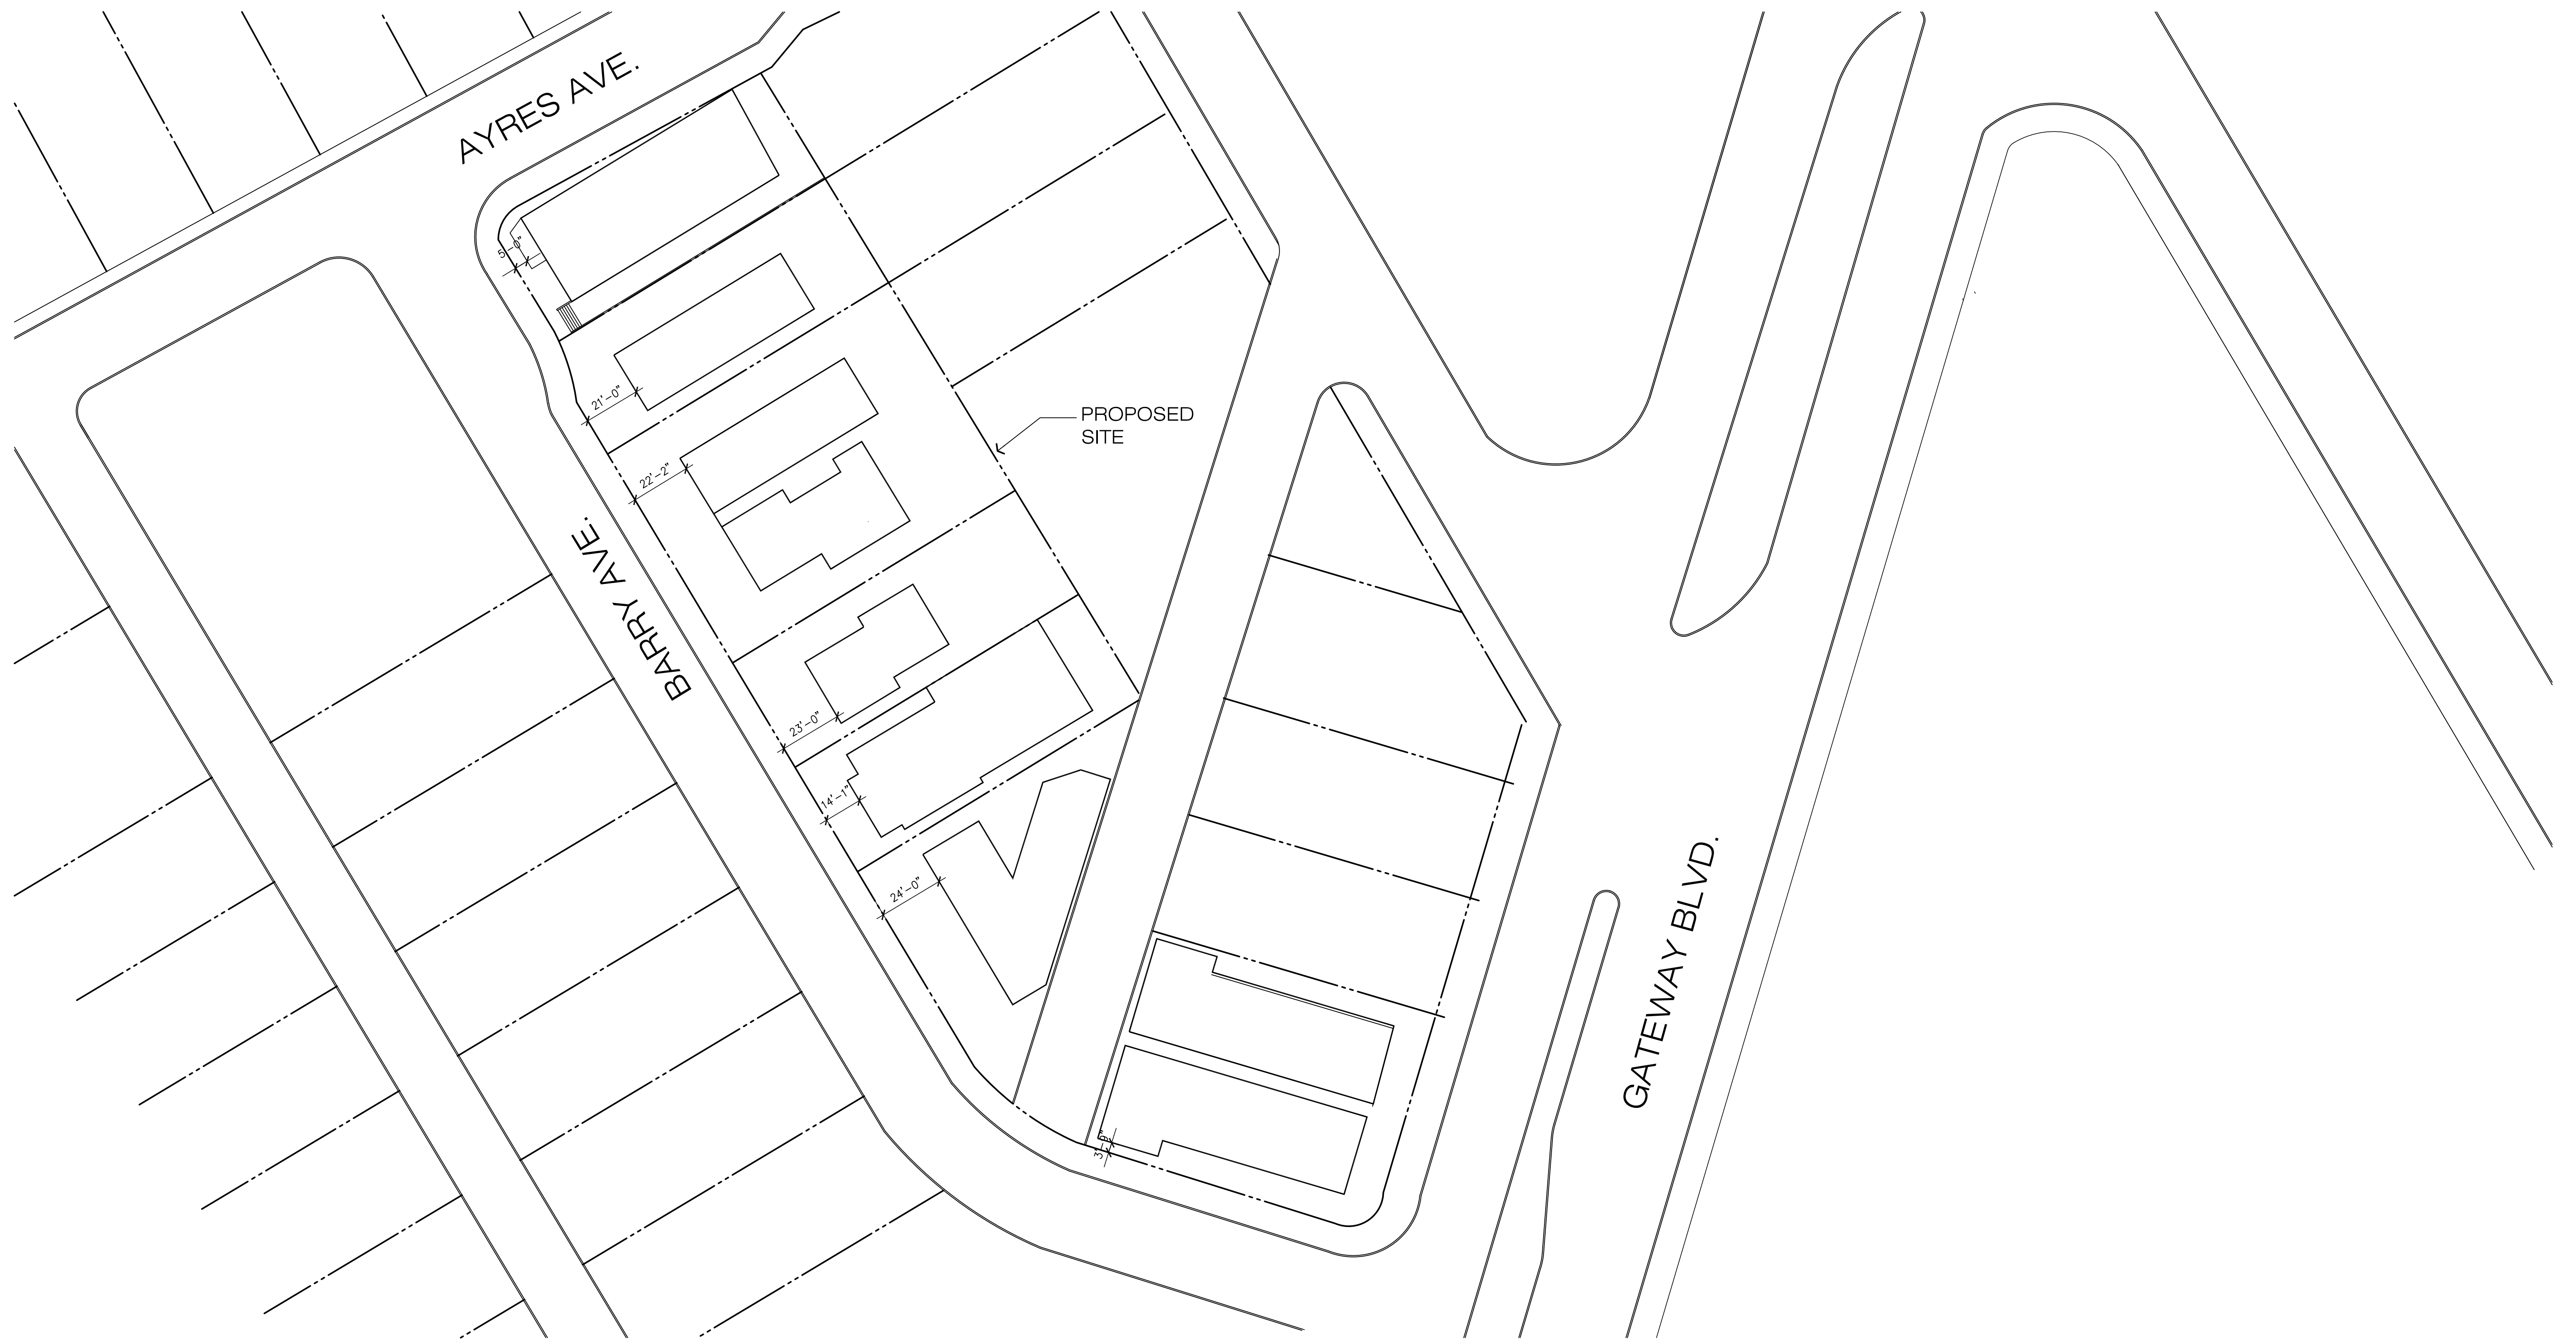 AYRES AVE.
5'-0"
21'-0"
PROPOSED
SITE
22'-2"
BARRY AVE.
23'-0"
14'-1"
24'-0"
GATEWAY BLVD.